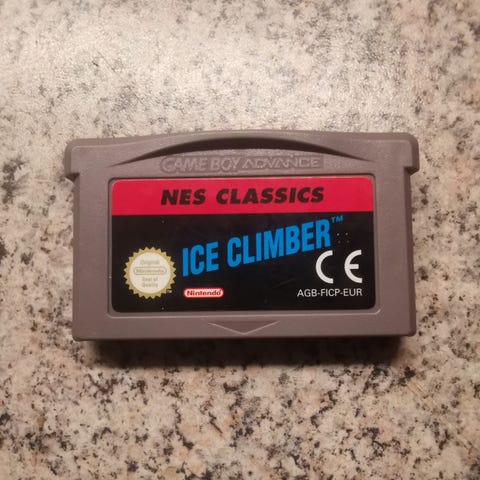 GAME BOY ADVANCE
NES CLASSICS
ICE CLIMBER™
Original
Nintendo
Seal of
Quality
Nintendo
CE
AGB-FICP-EUR